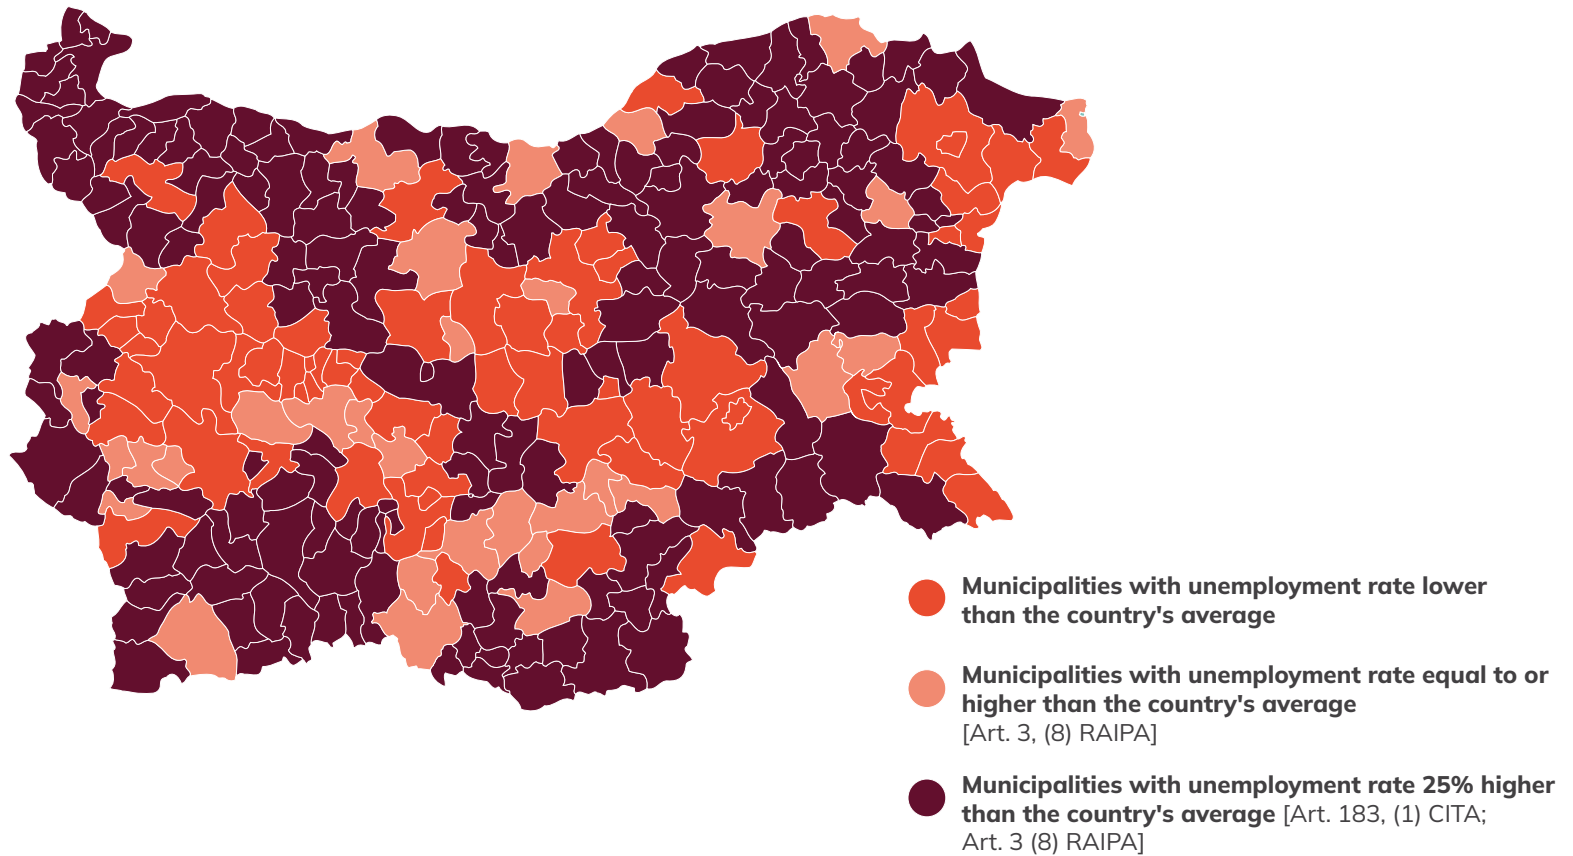 Municipalities with unemployment rate lower
than the country's average
Municipalities with unemployment rate equal to or
higher than the country's average
[Art. 3, (8) RAIPA]
Municipalities with unemployment rate 25% higher
than the country's average [Art. 183, (1) CITA;
Art. 3 (8) RAIPA]